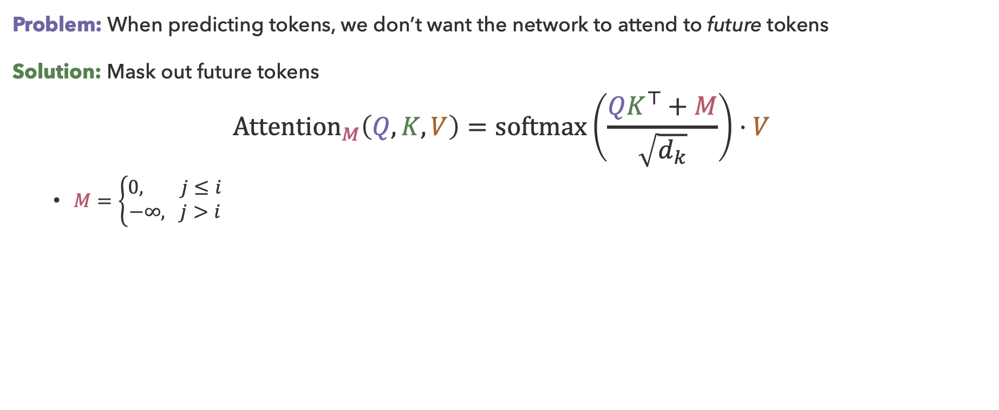 Problem: When predicting tokens, we don’t want the network to attend to future tokens
Solution: Mask out future tokens
Attention_M(Q, K, V) = softmax((QK^⊤ + M) / √d_k) · V
• M = {0, j ≤ i
−∞, j > i